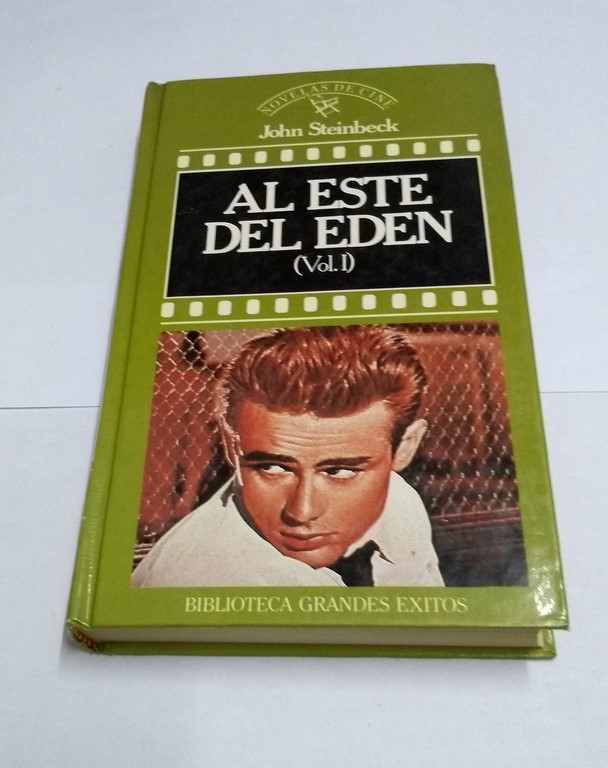 NOVELAS DE CINE
John Steinbeck
AL ESTE
DEL EDEN
(Vol. I)
BIBLIOTECA GRANDES EXITOS